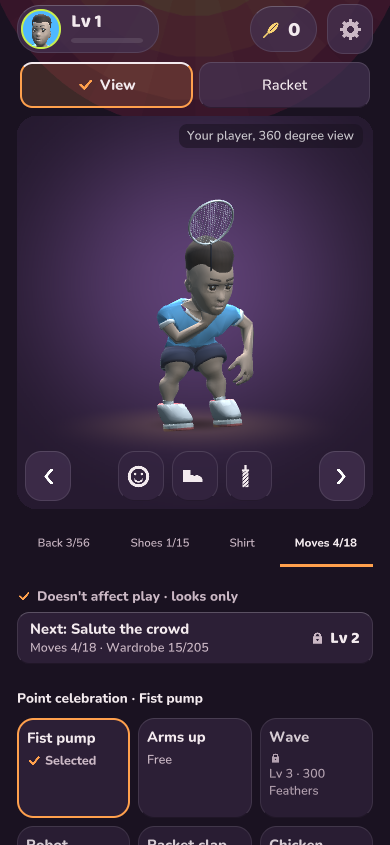 Lv 1
0
View
Racket
Your player, 360 degree view
Back 3/56
Shoes 1/15
Shirt
Moves 4/18
Doesn't affect play · looks only
Next: Salute the crowd
Moves 4/18 · Wardrobe 15/205
Lv 2
Point celebration · Fist pump
Fist pump
Selected
Arms up
Free
Wave
Lv 3 · 300
Feathers
Robot
Racket clap
Chicken